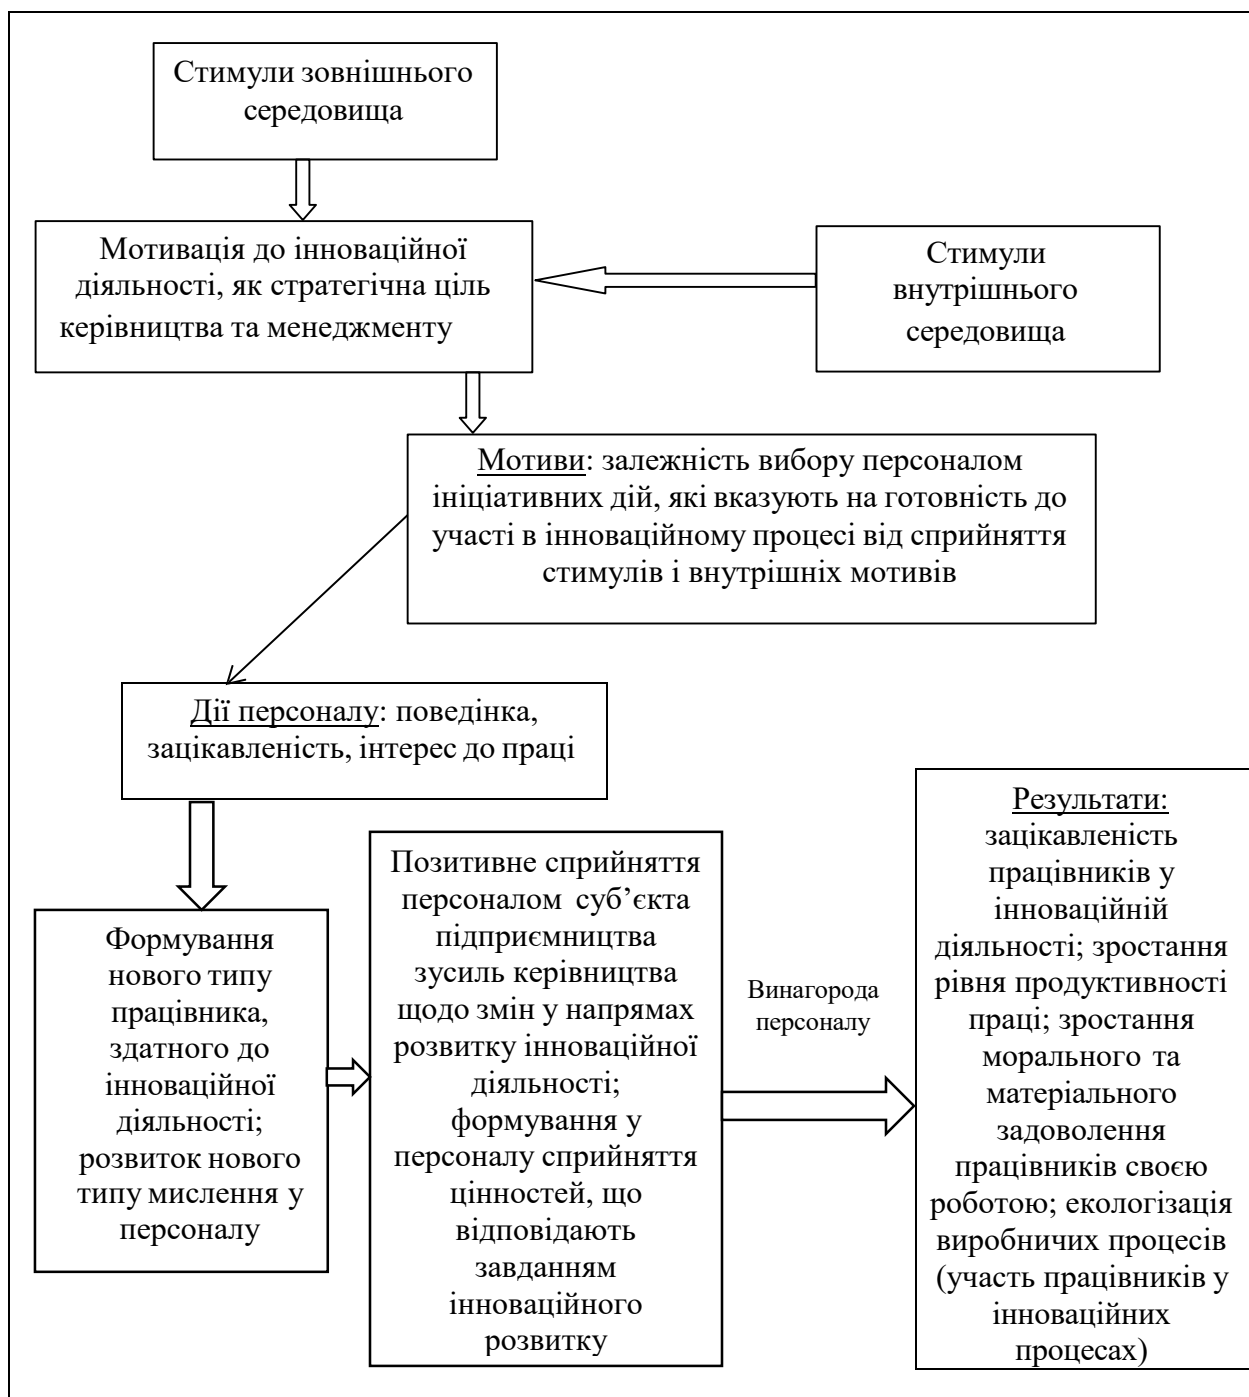 Стимули зовнішнього
середовища
Мотивація до інноваційної
діяльності, як стратегічна ціль
керівництва та менеджменту
Стимули
внутрішнього
середовища
Мотиви: залежність вибору персоналом
ініціативних дій, які вказують на готовність до
участі в інноваційному процесі від сприйняття
стимулів і внутрішніх мотивів
Дії персоналу: поведінка,
зацікавленість, інтерес до праці
Формування
нового типу
працівника,
здатного до
інноваційної
діяльності;
розвиток нового
типу мислення у
персоналу
Позитивне сприйняття
персоналом суб’єкта
підприємництва
зусиль керівництва
щодо змін у напрямах
розвитку інноваційної
діяльності;
формування у
персоналу сприйняття
цінностей, що
відповідають
завданням
інноваційного
розвитку
Винагорода
персоналу
Результати:
зацікавленість
працівників у
інноваційній
діяльності; зростання
рівня продуктивності
праці; зростання
морального та
матеріального
задоволення
працівників своєю
роботою; екологізація
виробничих процесів
(участь працівників у
інноваційних
процесах)